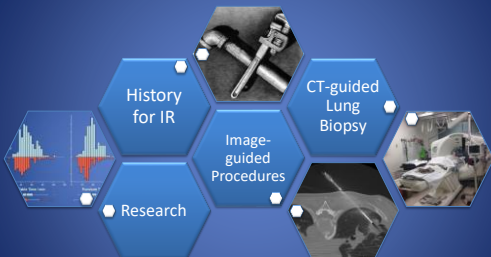 History
for IR
CT-guided
Lung
Biopsy
Image-
guided
Procedures
Research